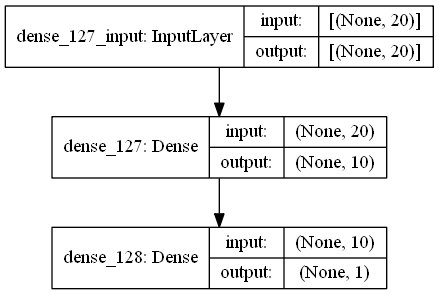 dense_127_input: InputLayer
input: [(None, 20)]
output: [(None, 20)]
dense_127: Dense
input: (None, 20)
output: (None, 10)
dense_128: Dense
input: (None, 10)
output: (None, 1)